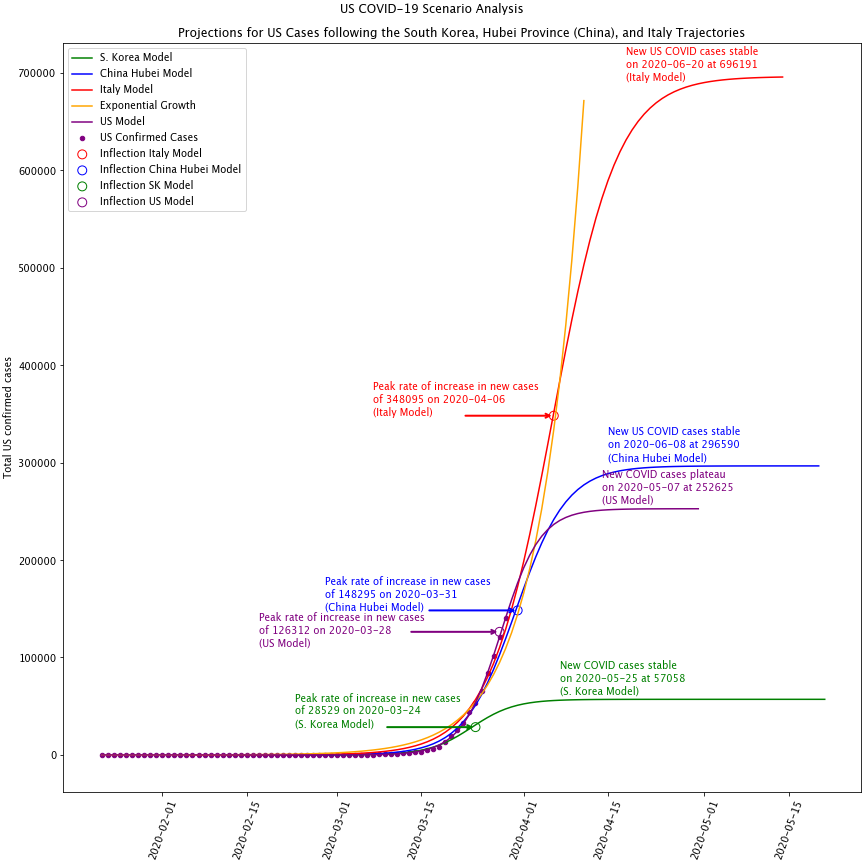 US COVID-19 Scenario Analysis
Projections for US Cases following the South Korea, Hubei Province (China), and Italy Trajectories
S. Korea Model
China Hubei Model
Italy Model
Exponential Growth
US Model
US Confirmed Cases
Inflection Italy Model
Inflection China Hubei Model
Inflection SK Model
Inflection US Model
New US COVID cases stable
on 2020-06-20 at 696191
(Italy Model)
Peak rate of increase in new cases
of 348095 on 2020-04-06
(Italy Model)
New US COVID cases stable
on 2020-06-08 at 296590
(China Hubei Model)
New COVID cases plateau
on 2020-05-07 at 252625
(US Model)
Peak rate of increase in new cases
of 148295 on 2020-03-31
(China Hubei Model)
Peak rate of increase in new cases
of 126312 on 2020-03-28
(US Model)
New COVID cases stable
on 2020-05-25 at 57058
(S. Korea Model)
Peak rate of increase in new cases
of 28529 on 2020-03-24
(S. Korea Model)
Total US confirmed cases
700000
600000
500000
400000
300000
200000
100000
0
2020-02-01
2020-02-15
2020-03-01
2020-03-15
2020-04-01
2020-04-15
2020-05-01
2020-05-15